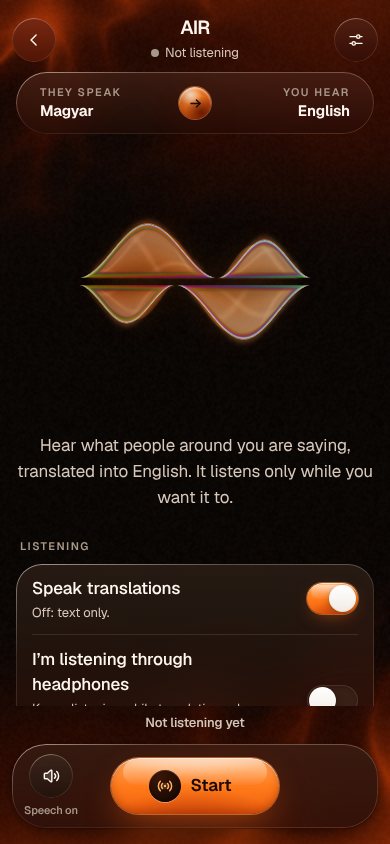 AIR
Not listening
THEY SPEAK
YOU HEAR
Magyar
English
Hear what people around you are saying,
translated into English. It listens only while you
want it to.
LISTENING
Speak translations
Off: text only.
I’m listening through
headphones
Not listening yet
Start
Speech on